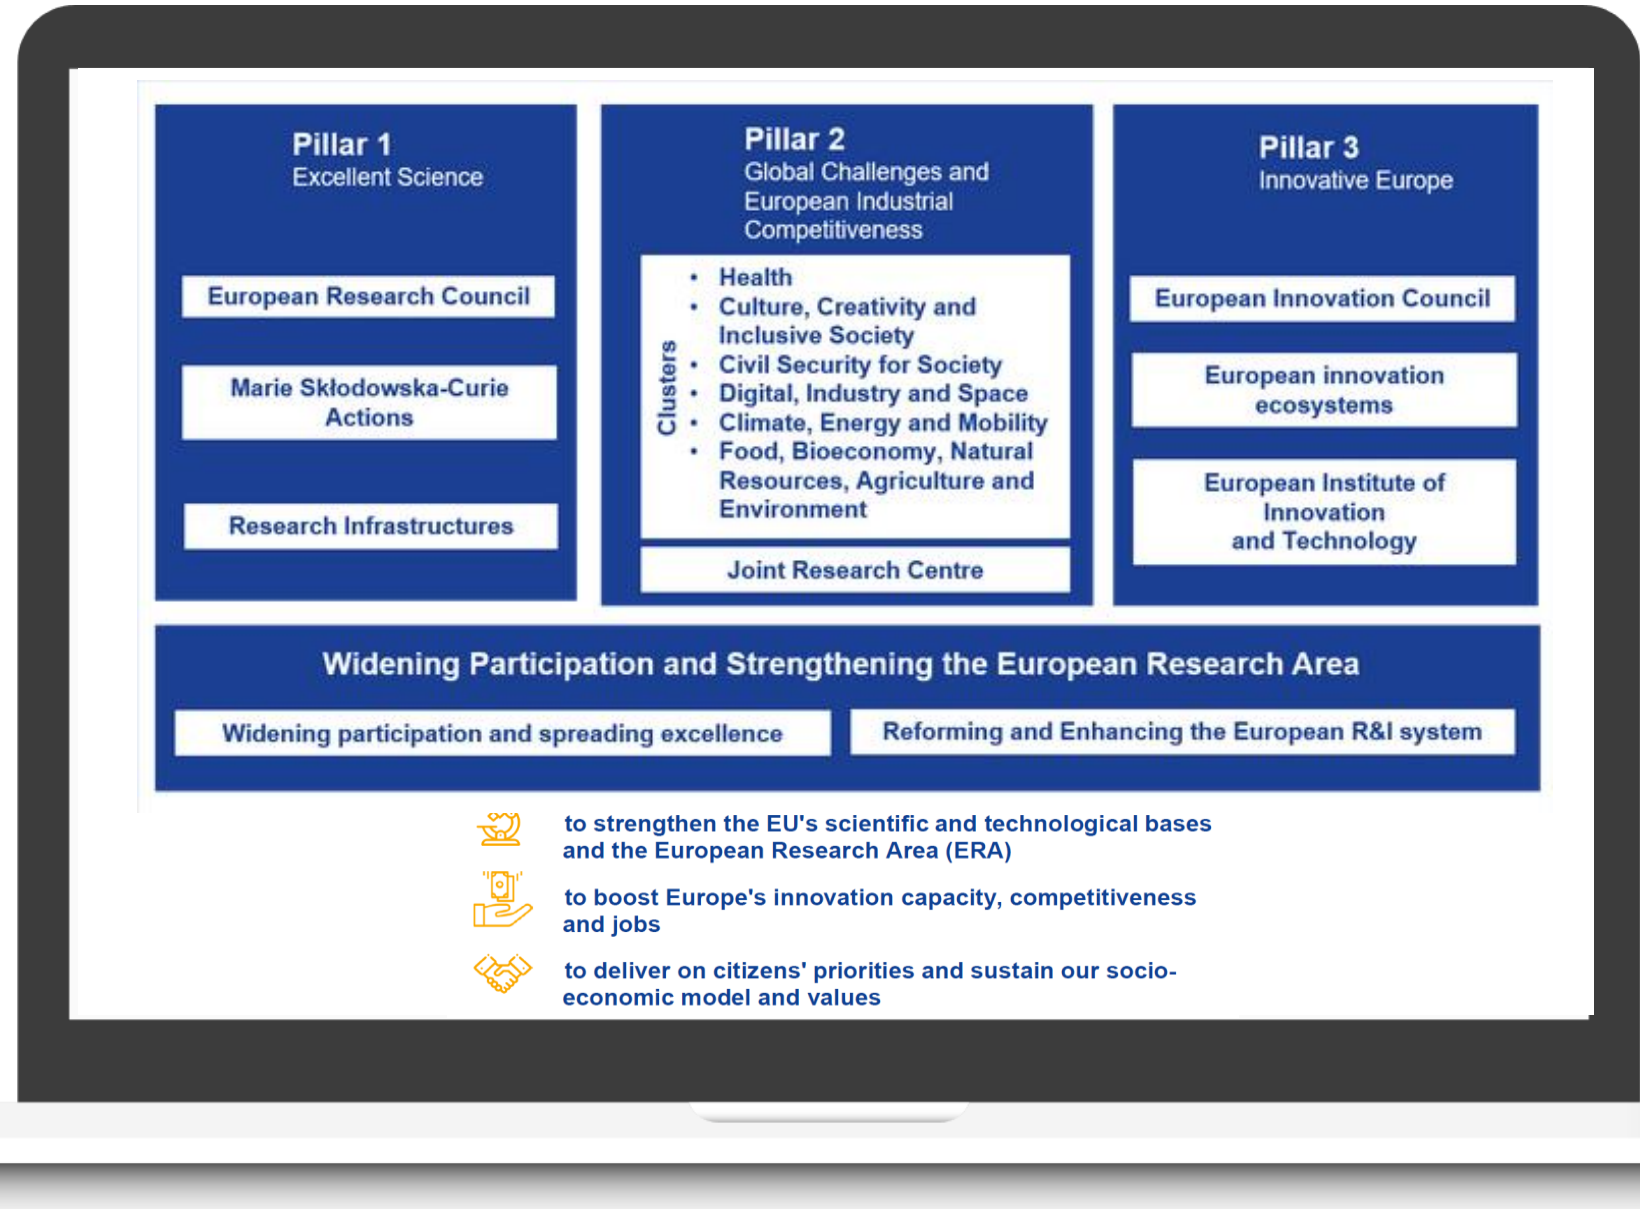 Pillar 1
Excellent Science
European Research Council
Marie Skłodowska-Curie
Actions
Research Infrastructures
Pillar 2
Global Challenges and
European Industrial
Competitiveness
Clusters
• Health
• Culture, Creativity and
Inclusive Society
• Civil Security for Society
• Digital, Industry and Space
• Climate, Energy and Mobility
• Food, Bioeconomy, Natural
Resources, Agriculture and
Environment
Joint Research Centre
Pillar 3
Innovative Europe
European Innovation Council
European innovation
ecosystems
European Institute of
Innovation
and Technology
Widening Participation and Strengthening the European Research Area
Widening participation and spreading excellence
Reforming and Enhancing the European R&I system
to strengthen the EU's scientific and technological bases
and the European Research Area (ERA)
to boost Europe's innovation capacity, competitiveness
and jobs
to deliver on citizens' priorities and sustain our socio-
economic model and values